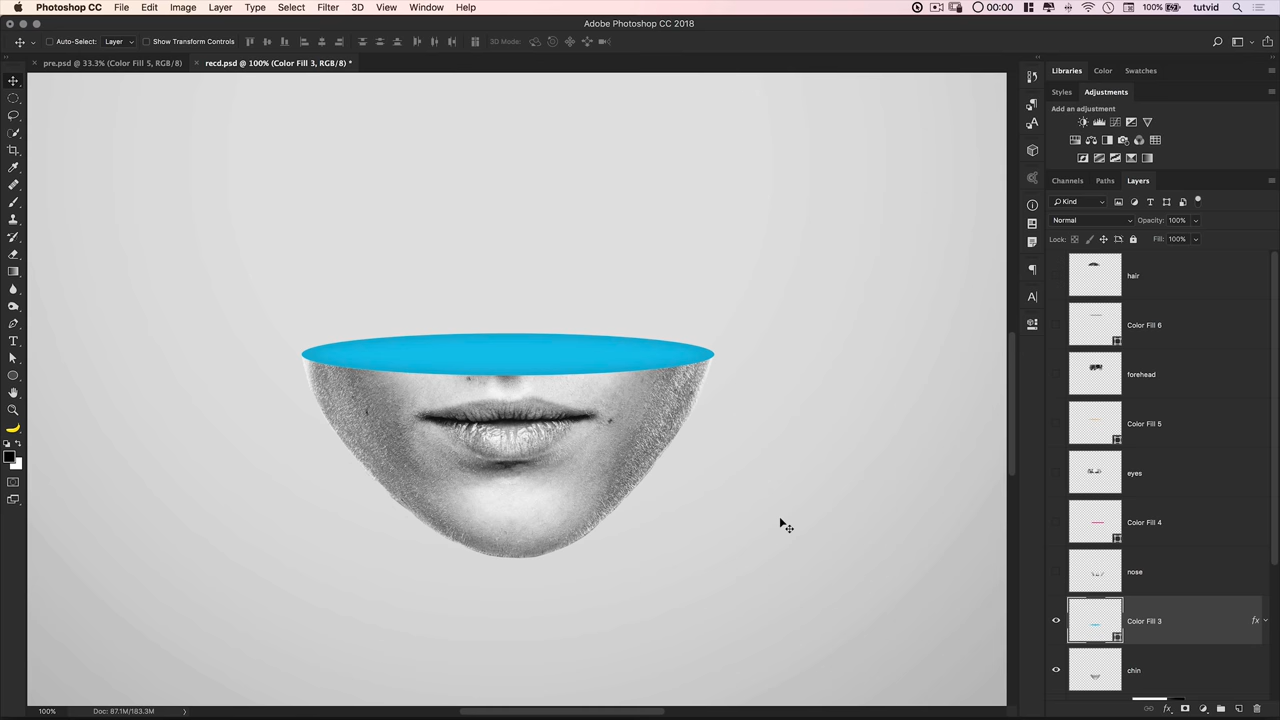 Photoshop CC File Edit Image Layer Type Select Filter 3D View Window Help 00:00 100% tutvid
Adobe Photoshop CC 2018
Auto-Select: Layer Show Transform Controls 3D Mode:
pre.psd @ 33.3% (Color Fill 5, RGB/8) recd.psd @ 100% (Color Fill 3, RGB/8) *
Libraries Color Swatches
Styles Adjustments
Add an adjustment
Channels Paths Layers
Kind
Normal Opacity: 100%
Lock: Fill: 100%
hair
Color Fill 6
forehead
Color Fill 5
eyes
Color Fill 4
nose
Color Fill 3 fx
chin
100% Doc: 87.1M/183.3M